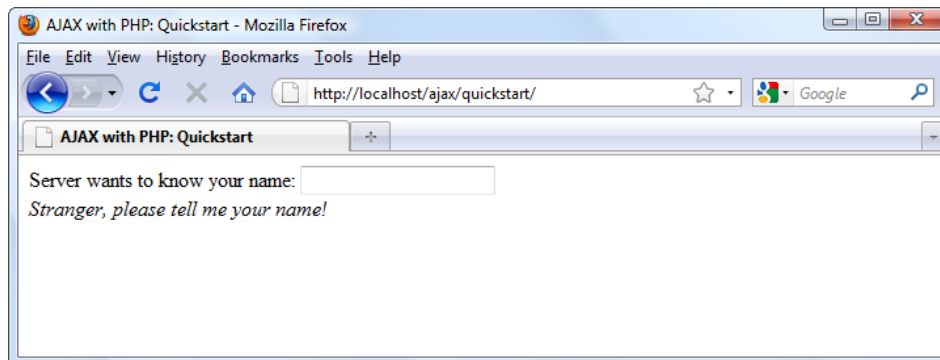 AJAX with PHP: Quickstart - Mozilla Firefox
File Edit View History Bookmarks Tools Help
http://localhost/ajax/quickstart/ Google
AJAX with PHP: Quickstart
Server wants to know your name:
Stranger, please tell me your name!